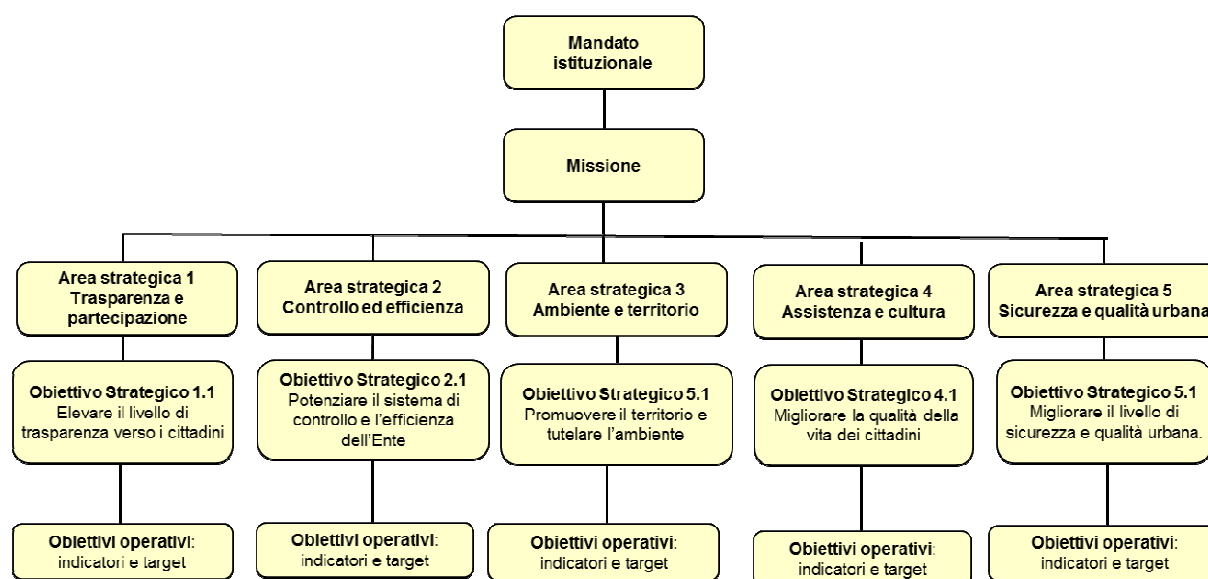 Mandato
istituzionale
Missione
Area strategica 1
Trasparenza e
partecipazione
Area strategica 2
Controllo ed efficienza
Area strategica 3
Ambiente e territorio
Area strategica 4
Assistenza e cultura
Area strategica 5
Sicurezza e qualità urbana
Obiettivo Strategico 1.1
Elevare il livello di
trasparenza verso i cittadini
Obiettivo Strategico 2.1
Potenziare il sistema di
controllo e l'efficienza
dell'Ente
Obiettivo Strategico 5.1
Promuovere il territorio e
tutelare l'ambiente
Obiettivo Strategico 4.1
Migliorare la qualità della
vita dei cittadini
Obiettivo Strategico 5.1
Migliorare il livello di
sicurezza e qualità urbana.
Obiettivi operativi:
indicatori e target
Obiettivi operativi:
indicatori e target
Obiettivi operativi:
indicatori e target
Obiettivi operativi:
indicatori e target
Obiettivi operativi:
indicatori e target